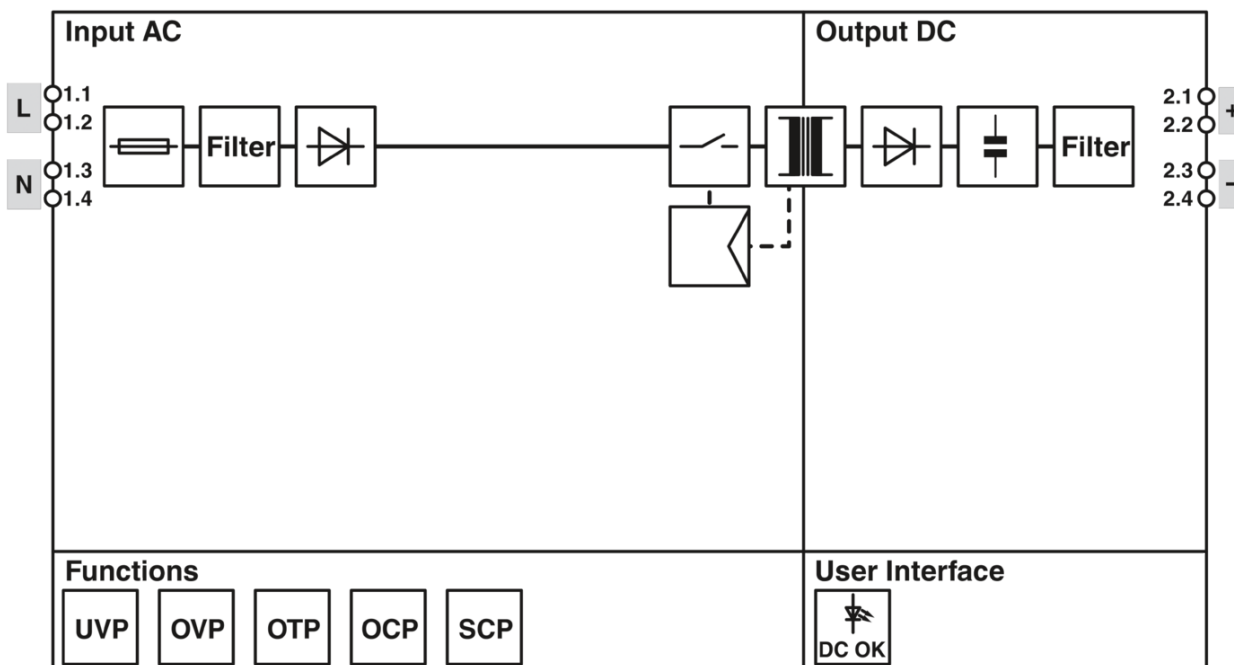 Input AC
Output DC
L
1.1
1.2
N
1.3
1.4
Filter
Filter
2.1
2.2
+
2.3
2.4
–
Functions
UVP
OVP
OTP
OCP
SCP
User Interface
DC OK